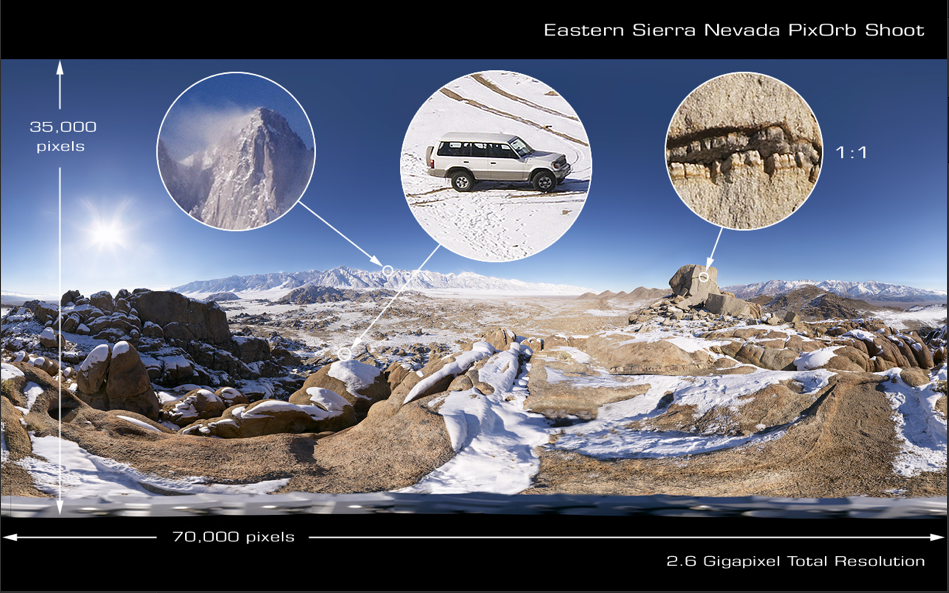 Eastern Sierra Nevada PixOrb Shoot
35,000
pixels
1:1
70,000 pixels
2.6 Gigapixel Total Resolution